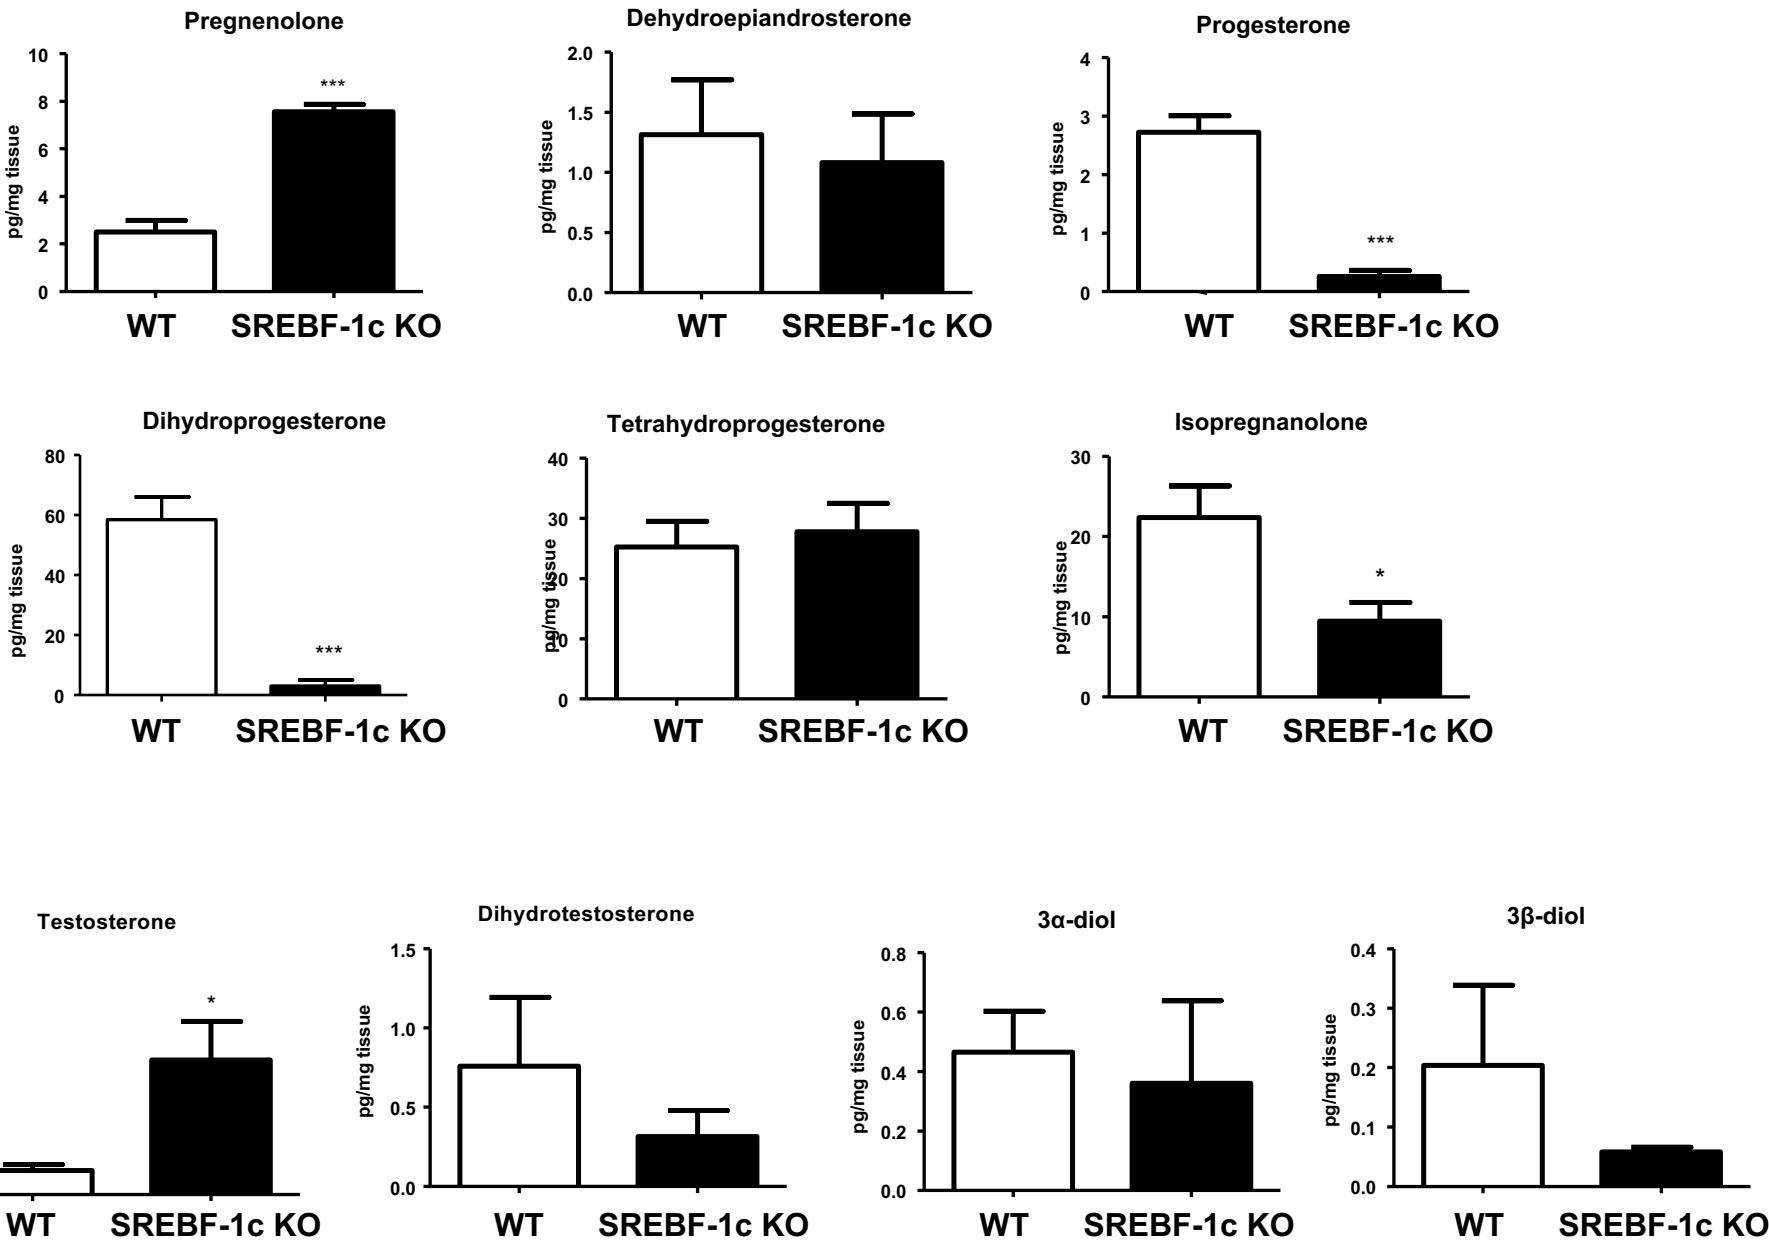 Pregnenolone
10
8
6
4
2
0
pg/mg tissue
***
WT SREBF-1c KO
Dehydroepiandrosterone
2.0
1.5
1.0
0.5
0.0
pg/mg tissue
WT SREBF-1c KO
Progesterone
4
3
2
1
0
pg/mg tissue
***
WT SREBF-1c KO
Dihydroprogesterone
80
60
40
20
0
pg/mg tissue
***
WT SREBF-1c KO
Tetrahydroprogesterone
40
30
20
10
0
pg/mg tissue
WT SREBF-1c KO
Isopregnanolone
30
20
10
0
pg/mg tissue
*
WT SREBF-1c KO
Testosterone
*
WT SREBF-1c KO
Dihydrotestosterone
1.5
1.0
0.5
0.0
pg/mg tissue
WT SREBF-1c KO
3α-diol
0.8
0.6
0.4
0.2
0.0
pg/mg tissue
WT SREBF-1c KO
3β-diol
0.4
0.3
0.2
0.1
0.0
pg/mg tissue
WT SREBF-1c KO